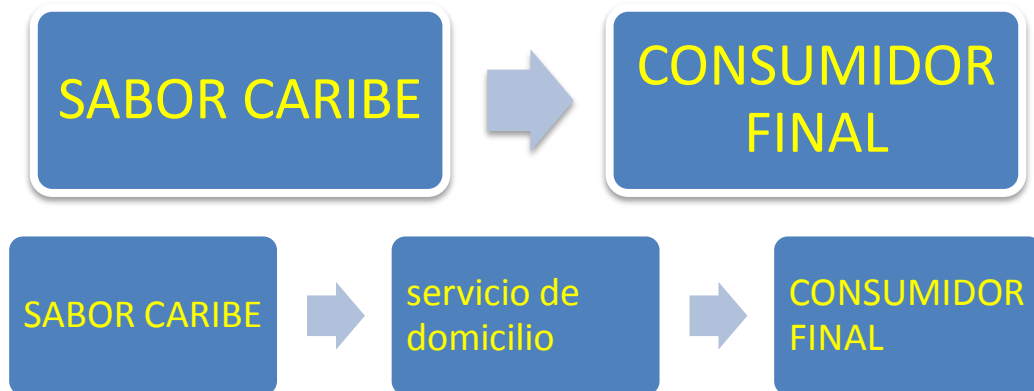 SABOR CARIBE
CONSUMIDOR
FINAL
SABOR CARIBE
servicio de
domicilio
CONSUMIDOR
FINAL